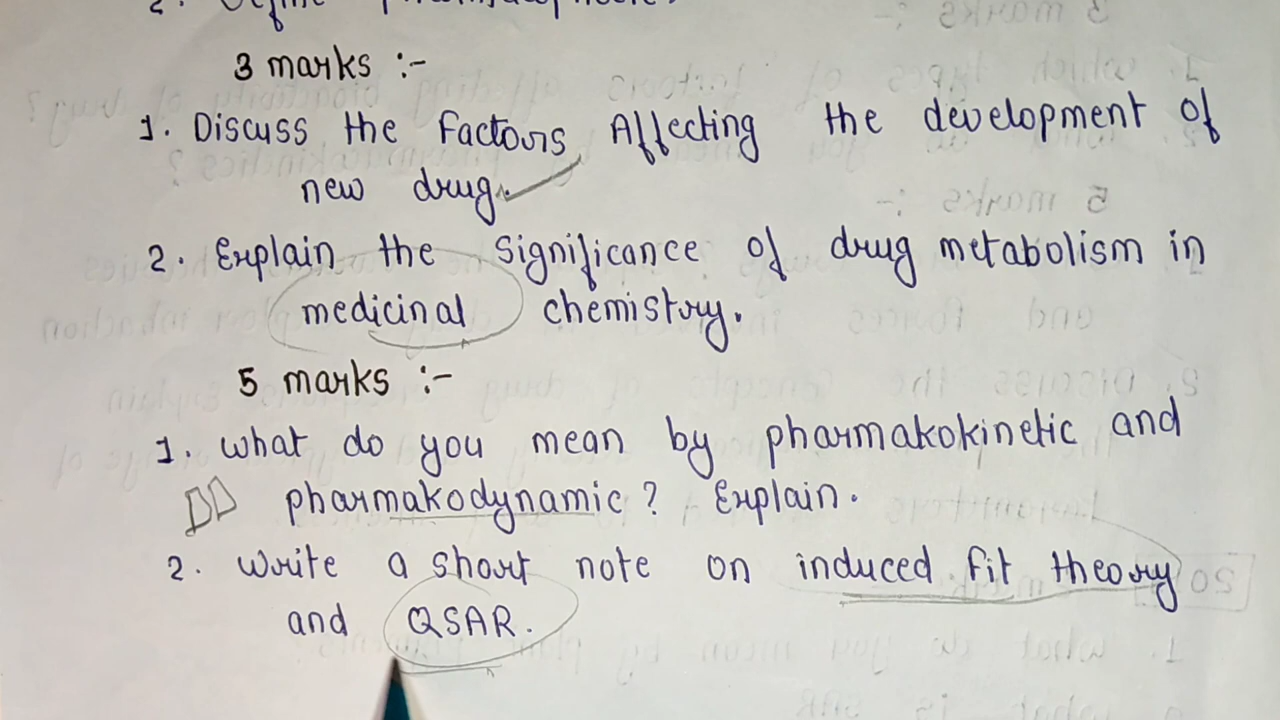 2. Define
3 marks :-
1. Discuss the Factors Affecting the development of
new drug.
2. Explain the significance of drug metabolism in
medicinal chemistry.
5 marks :-
1. What do you mean by pharmakokinetic and
pharmakodynamic? Explain.
2. Write a short note on induced fit theory
and QSAR.